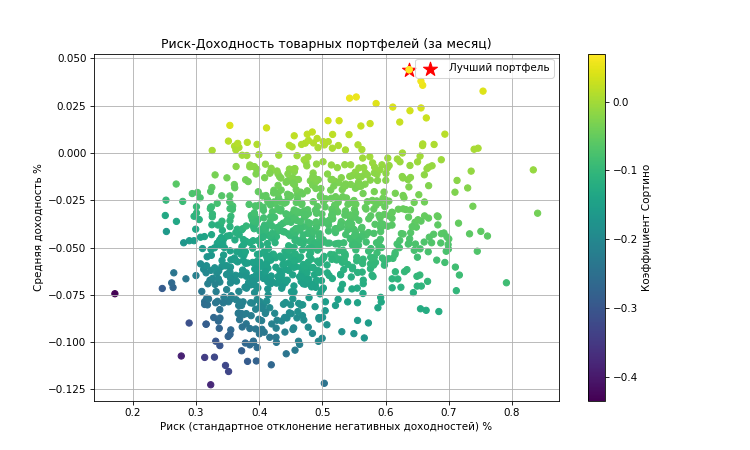 Риск-Доходность товарных портфелей (за месяц)
Лучший портфель
Средняя доходность %
0.050
0.025
0.000
−0.025
−0.050
−0.075
−0.100
−0.125
0.2 0.3 0.4 0.5 0.6 0.7 0.8
Риск (стандартное отклонение негативных доходностей) %
0.0
−0.1
−0.2
−0.3
−0.4
Коэффициент Сортино